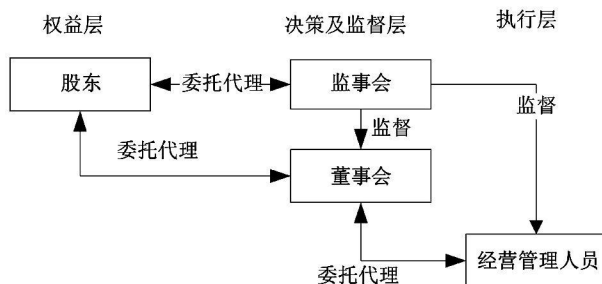 权益层
决策及监督层
执行层
股东
委托代理
监事会
监督
监督
委托代理
董事会
经营管理人员
委托代理